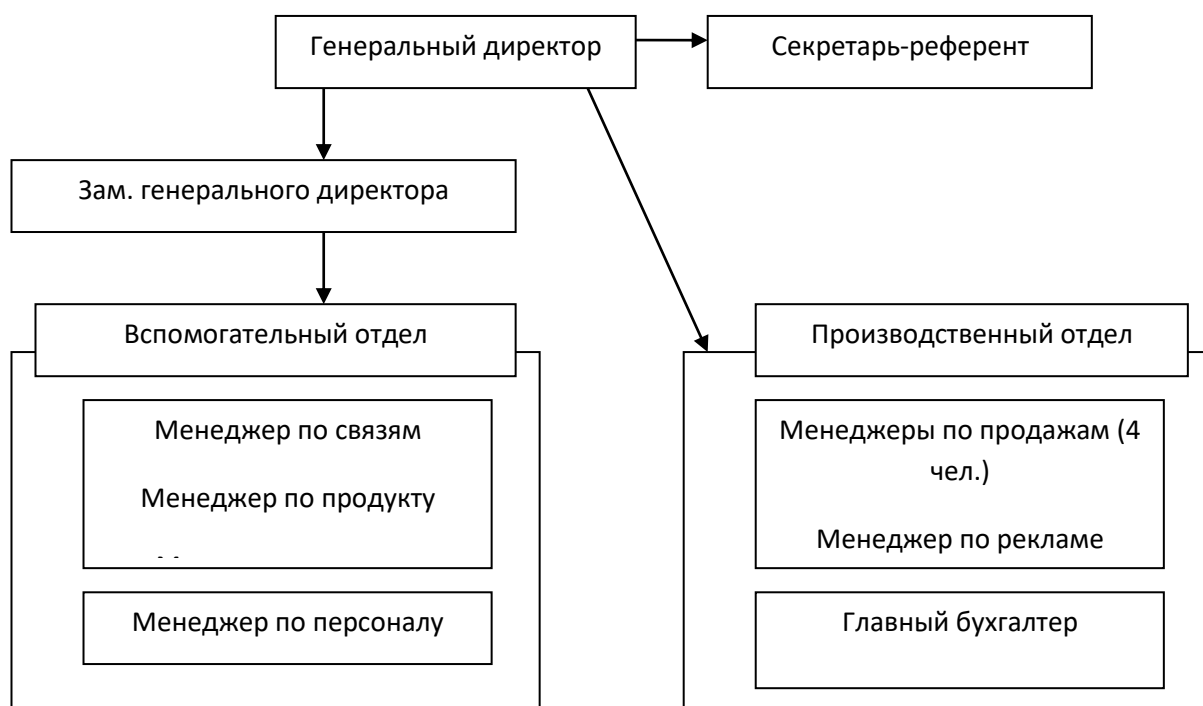 Генеральный директор
Секретарь-референт
Зам. генерального директора
Вспомогательный отдел
Менеджер по связям
Менеджер по продукту
Менеджер по персоналу
Производственный отдел
Менеджеры по продажам (4
чел.)
Менеджер по рекламе
Главный бухгалтер